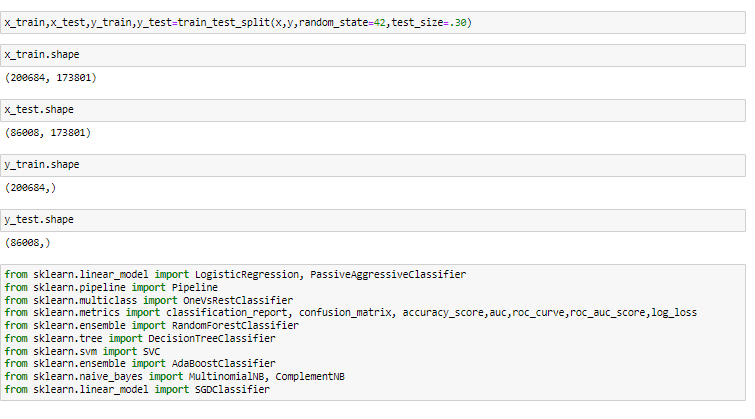 x_train,x_test,y_train,y_test=train_test_split(x,y,random_state=42,test_size=.30)
x_train.shape
(200684, 173801)
x_test.shape
(86008, 173801)
y_train.shape
(200684,)
y_test.shape
(86008,)
from sklearn.linear_model import LogisticRegression, PassiveAggressiveClassifier
from sklearn.pipeline import Pipeline
from sklearn.multiclass import OneVsRestClassifier
from sklearn.metrics import classification_report, confusion_matrix, accuracy_score,auc,roc_curve,roc_auc_score,log_loss
from sklearn.ensemble import RandomForestClassifier
from sklearn.tree import DecisionTreeClassifier
from sklearn.svm import SVC
from sklearn.ensemble import AdaBoostClassifier
from sklearn.naive_bayes import MultinomialNB, ComplementNB
from sklearn.linear_model import SGDClassifier